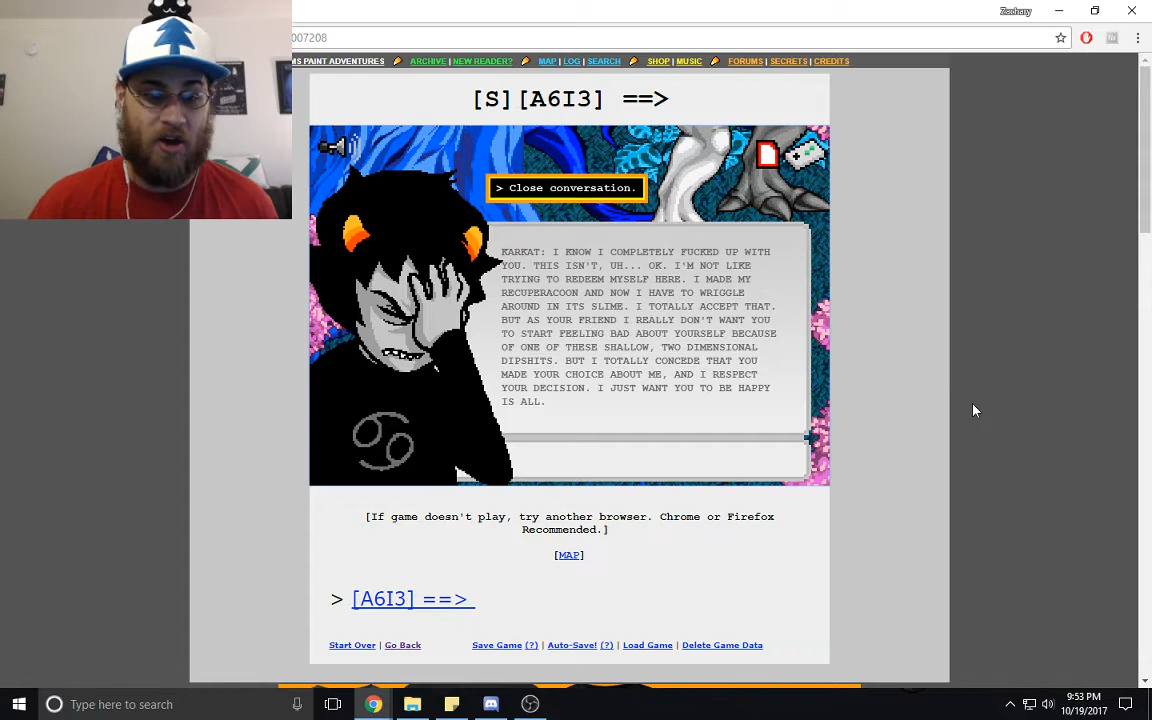 Zachary
007208
MS PAINT ADVENTURES ARCHIVE | NEW READER? MAP | LOG | SEARCH SHOP | MUSIC FORUMS | SECRETS | CREDITS
[S][A6I3] ==>
> Close conversation.
KARKAT: I KNOW I COMPLETELY FUCKED UP WITH
YOU. THIS ISN'T, UH... OK. I'M NOT LIKE
TRYING TO REDEEM MYSELF HERE. I MADE MY
RECUPERACOON AND NOW I HAVE TO WRIGGLE
AROUND IN ITS SLIME. I TOTALLY ACCEPT THAT.
BUT AS YOUR FRIEND I REALLY DON'T WANT YOU
TO START FEELING BAD ABOUT YOURSELF BECAUSE
OF ONE OF THESE SHALLOW, TWO DIMENSIONAL
DIPSHITS. BUT I TOTALLY CONCEDE THAT YOU
MADE YOUR CHOICE ABOUT ME, AND I RESPECT
YOUR DECISION. I JUST WANT YOU TO BE HAPPY
IS ALL.
[If game doesn't play, try another browser. Chrome or Firefox
Recommended.]
[MAP]
> [A6I3] ==>
Start Over | Go Back Save Game (?) | Auto-Save! (?) | Load Game | Delete Game Data
Type here to search
9:53 PM
10/19/2017